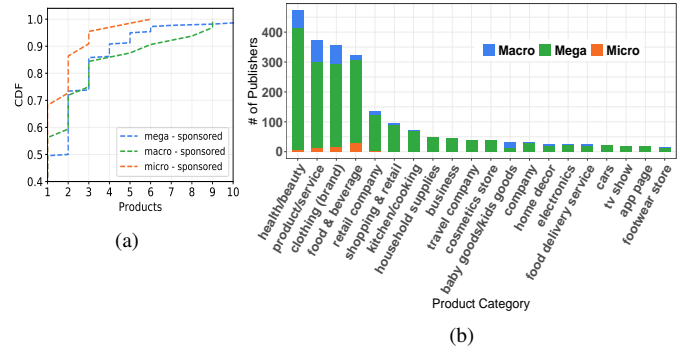 1.0
0.9
0.8
0.7
0.6
0.5
0.4
CDF
mega - sponsored
macro - sponsored
micro - sponsored
1 2 3 4 5 6 7 8 9 10
Products
(a)
Macro Mega Micro
400
300
200
100
0
# of Publishers
health/beauty
product/service
clothing (brand)
food & beverage
retail company
shopping & retail
kitchen/cooking
household supplies
business
travel company
cosmetics store
baby goods/kids goods
company
home decor
electronics
food delivery service
cars
tv show
app page
footwear store
Product Category
(b)